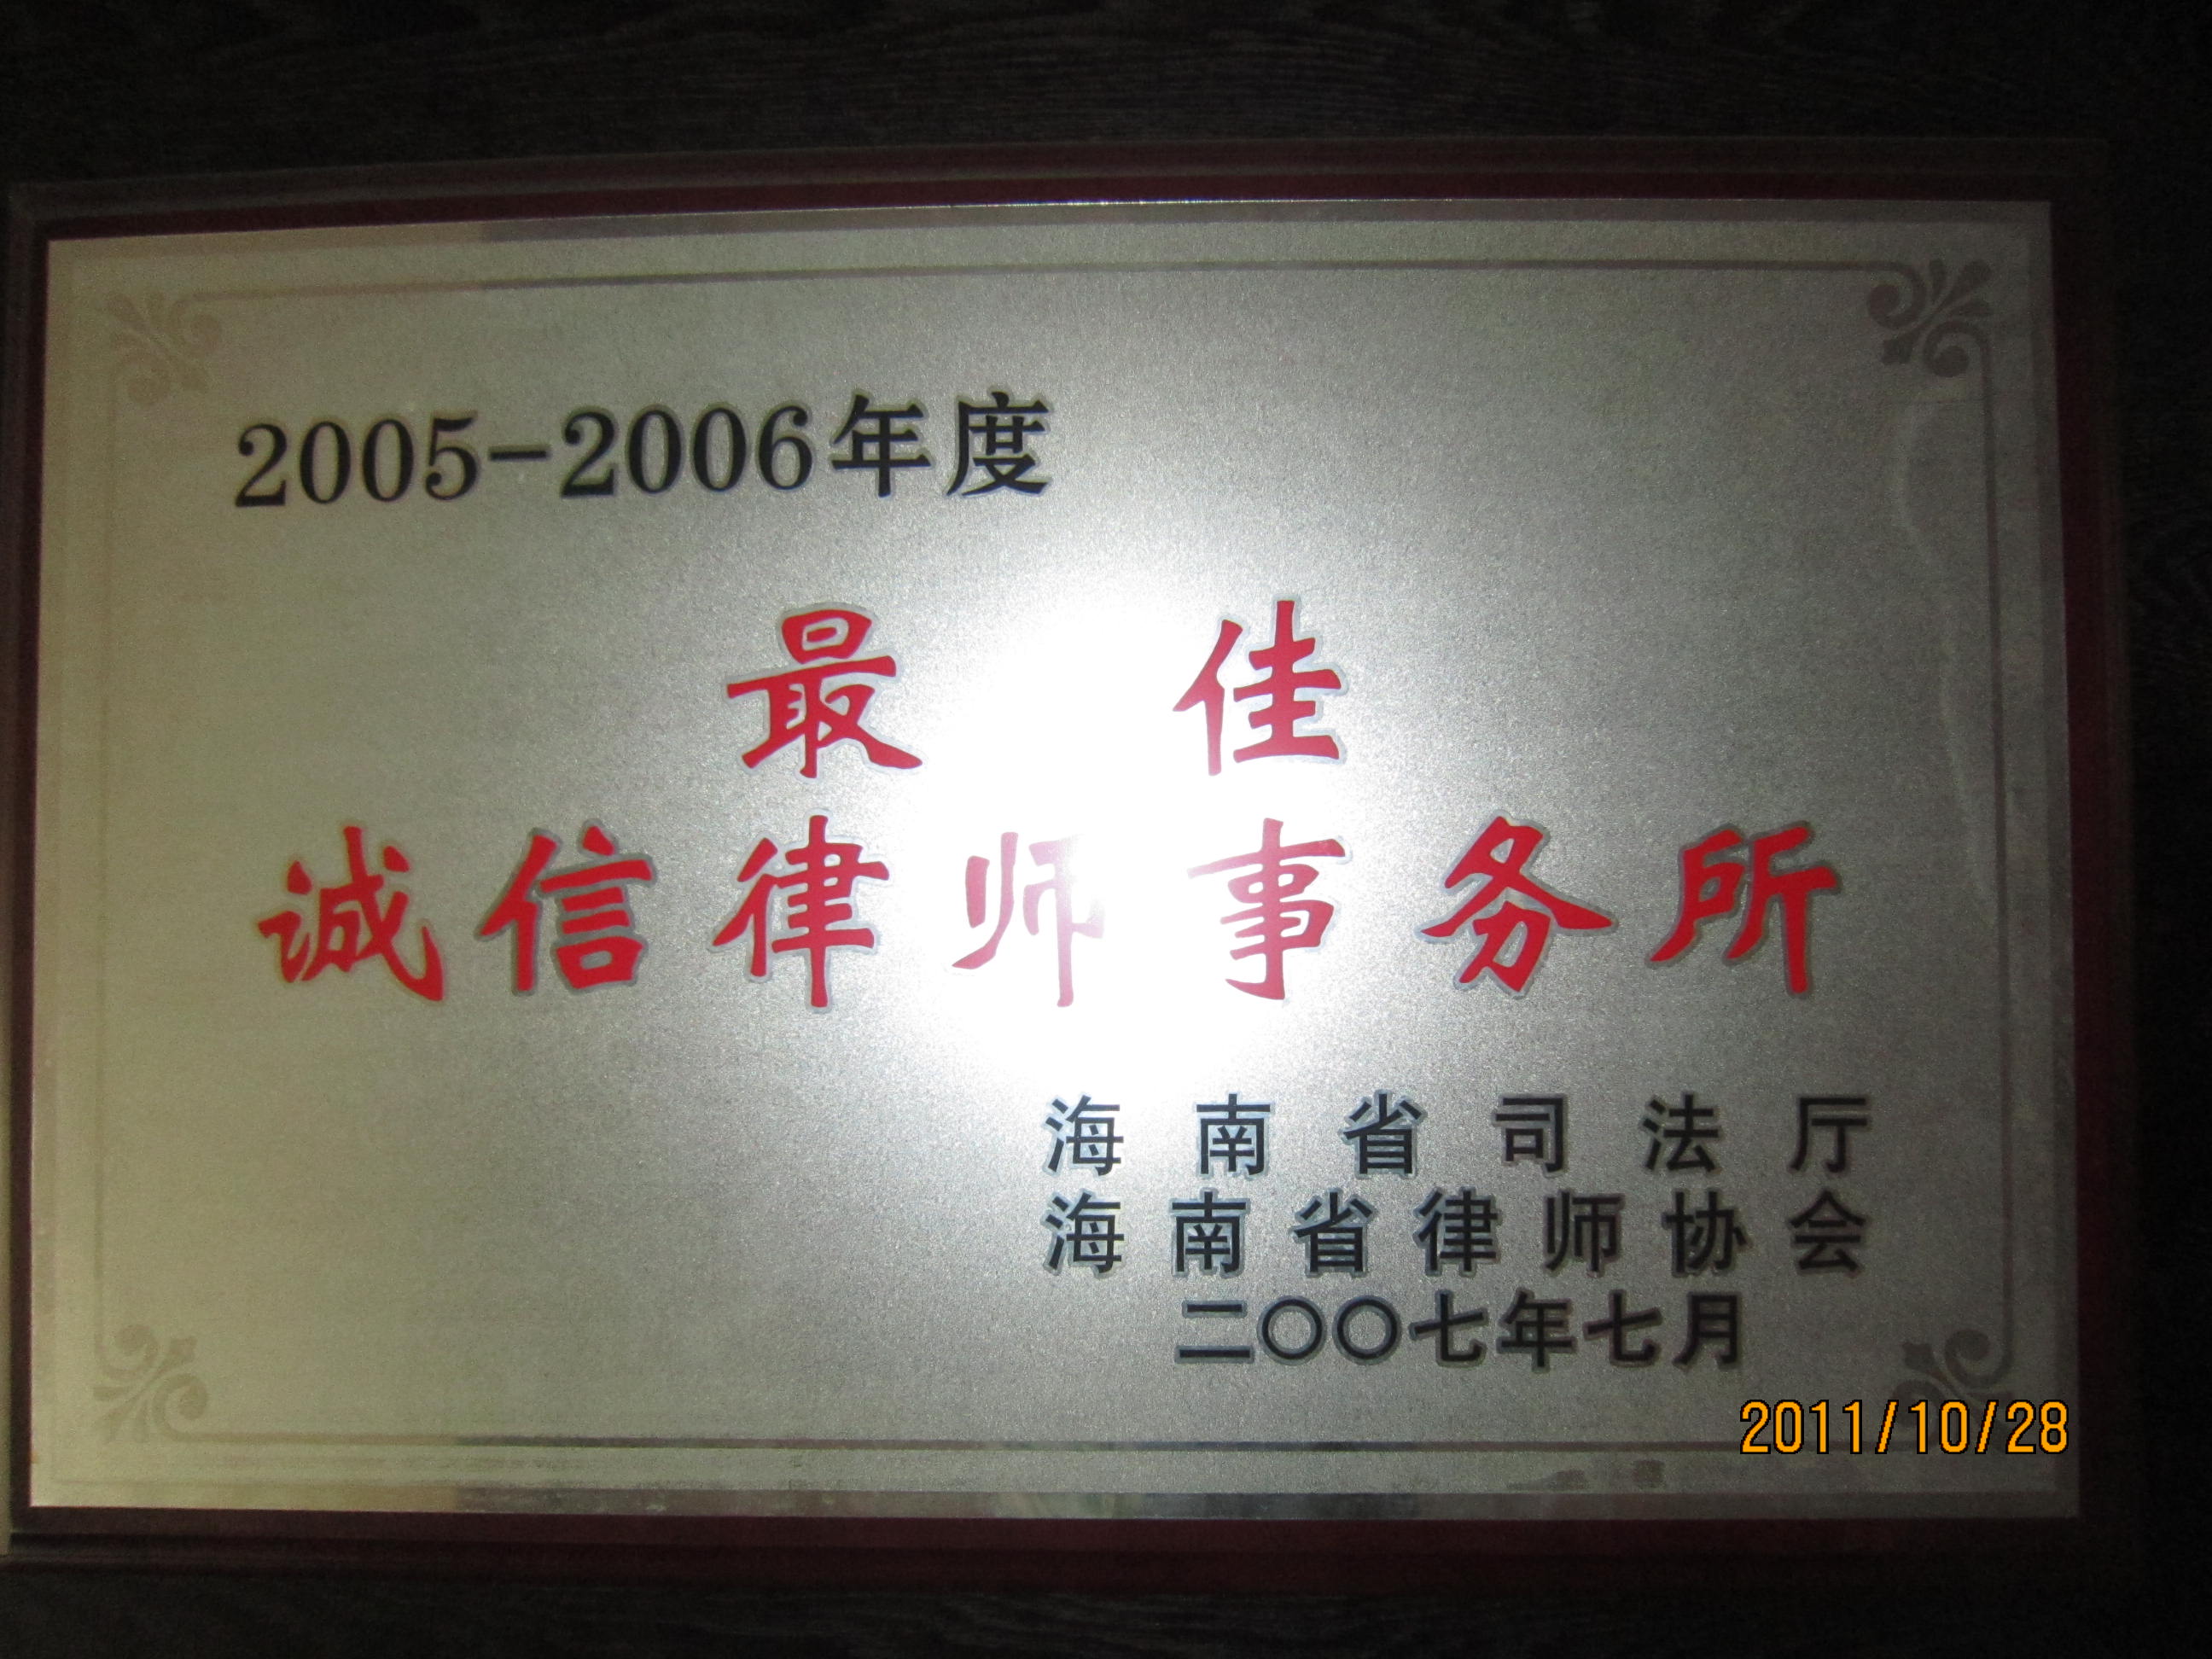 2005-2006年度
最佳
诚信律师事务所
海南省司法厅
海南省律师协会
二〇〇七年七月
2011/10/28